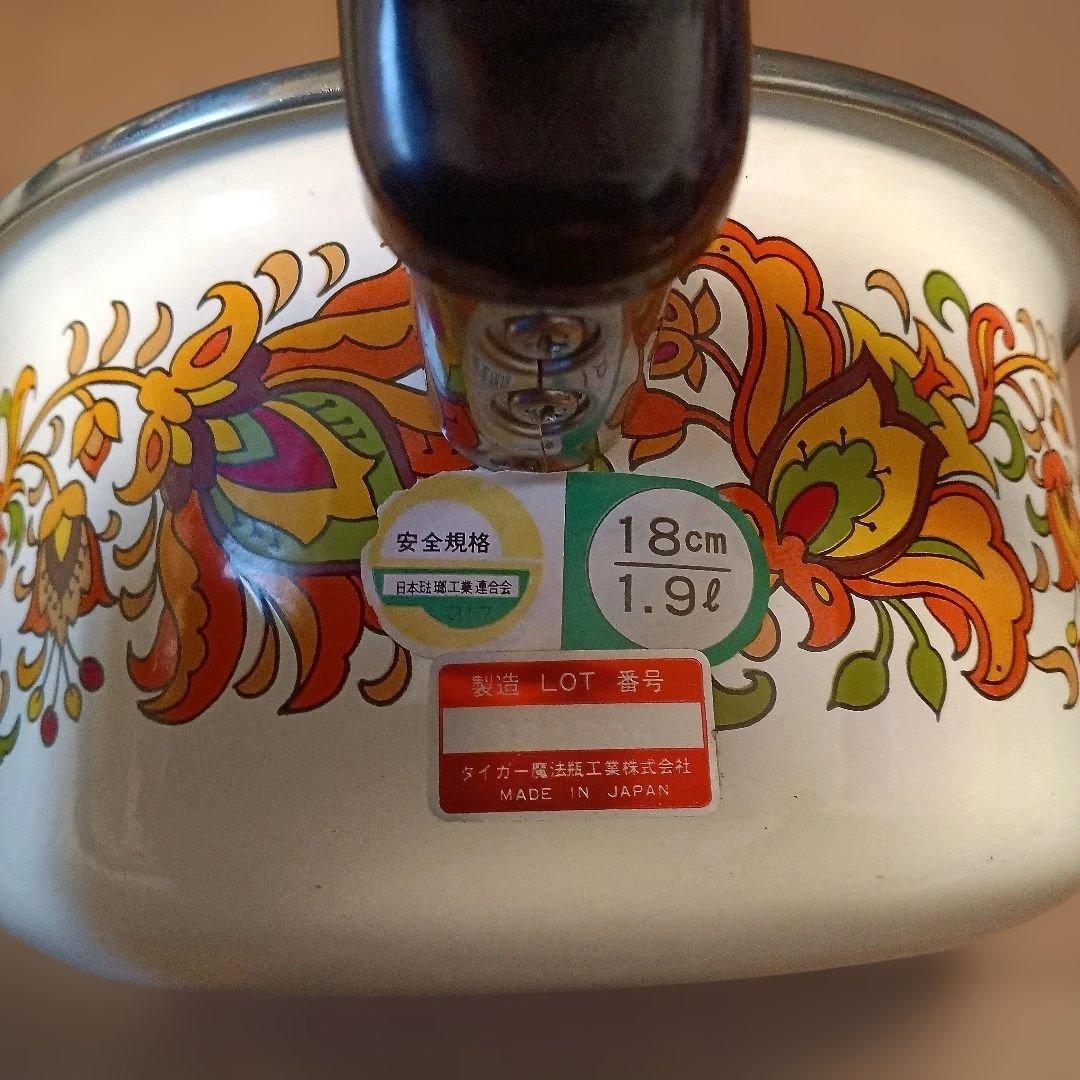 安全規格
日本琺瑯工業連合会
18cm
1.9ℓ
製造 LOT 番号
タイガー魔法瓶工業株式会社
MADE IN JAPAN